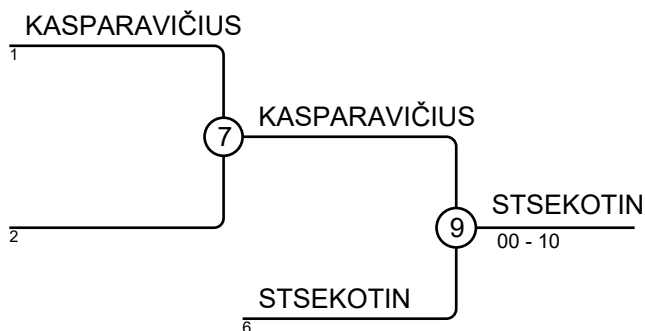 KASPARAVIČIUS
1
7
KASPARAVIČIUS
2
9
STSEKOTIN
00 - 10
STSEKOTIN
6